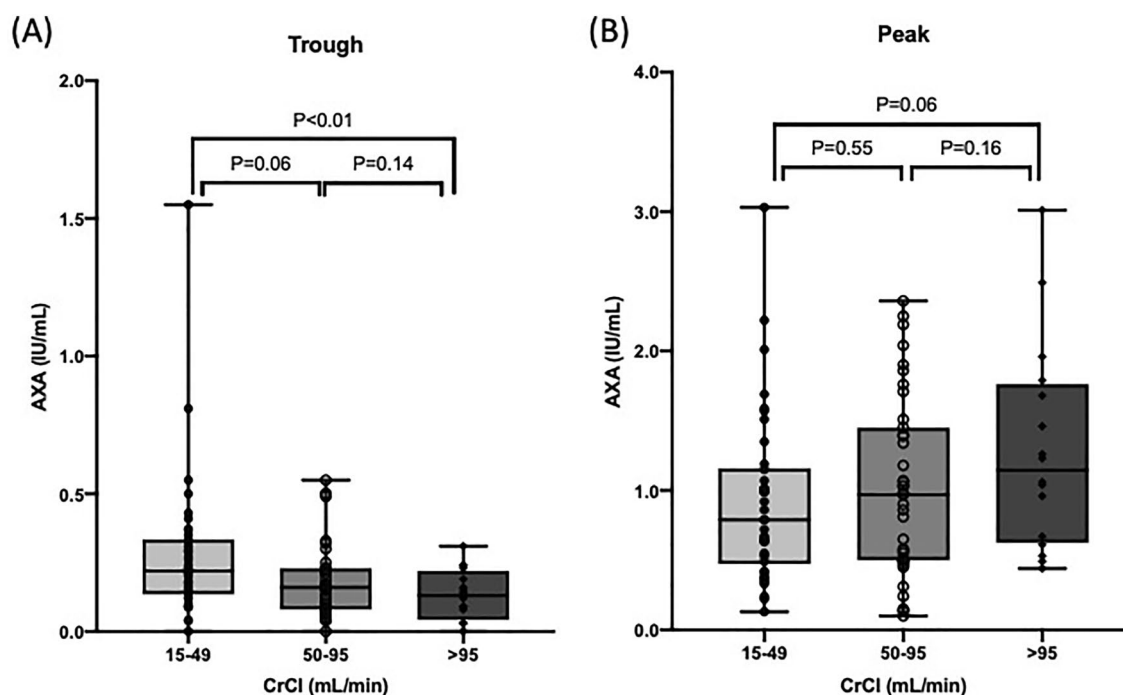 (A)
Trough
2.0
P<0.01
P=0.06
P=0.14
1.5
1.0
0.5
0.0
AXA (IU/mL)
15-49
50-95
>95
CrCl (mL/min)
(B)
Peak
4.0
P=0.06
P=0.55
P=0.16
3.0
2.0
1.0
0.0
AXA (IU/mL)
15-49
50-95
>95
CrCl (mL/min)